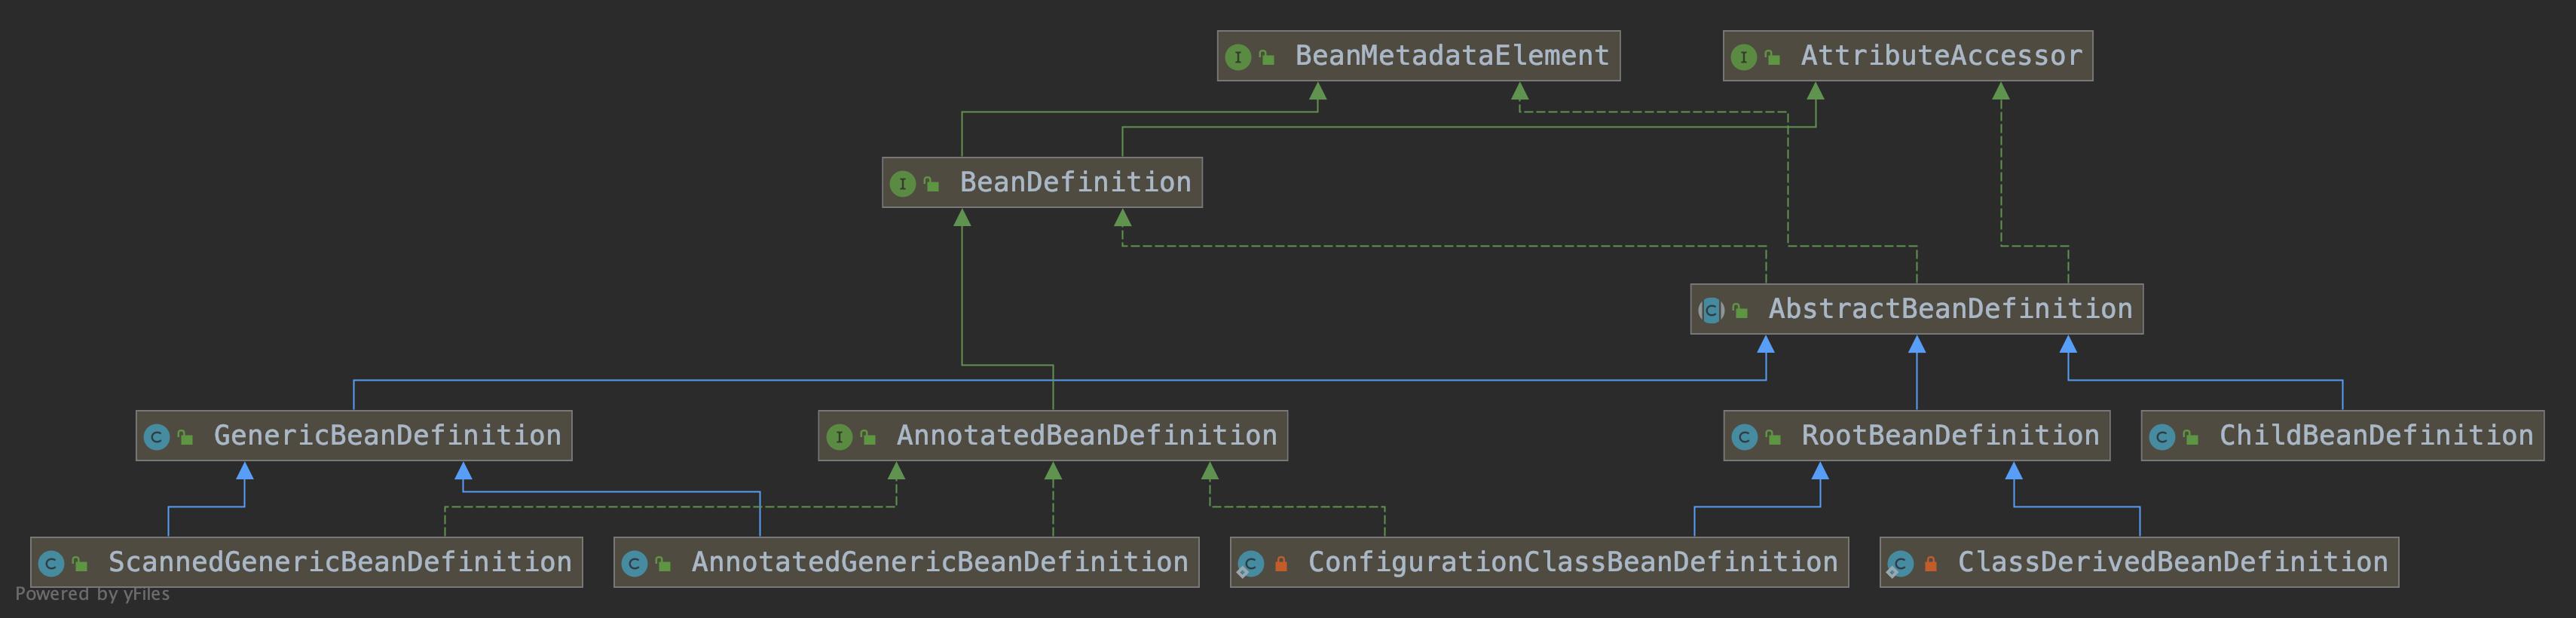 BeanMetadataElement
AttributeAccessor
BeanDefinition
AbstractBeanDefinition
GenericBeanDefinition
AnnotatedBeanDefinition
RootBeanDefinition
ChildBeanDefinition
ScannedGenericBeanDefinition
AnnotatedGenericBeanDefinition
ConfigurationClassBeanDefinition
ClassDerivedBeanDefinition
Powered by yFiles